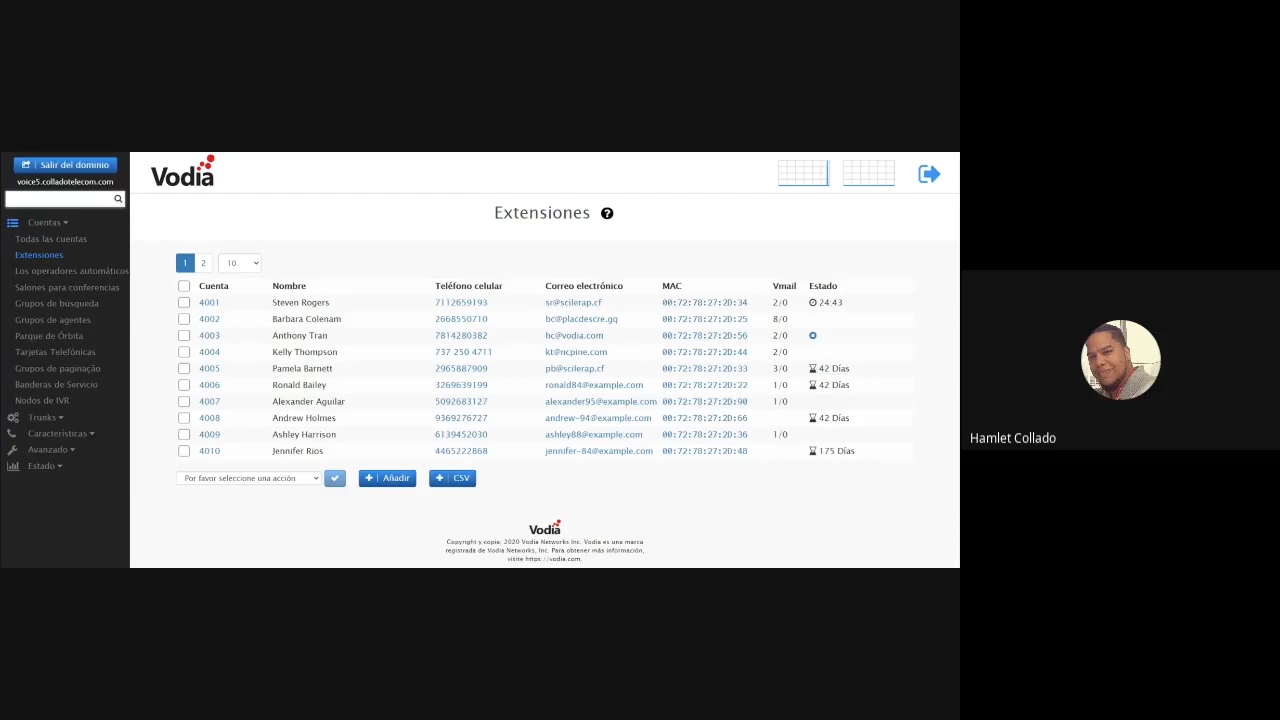 Salir del dominio
voice5.colladotelecom.com
Cuentas
Todas las cuentas
Extensiones
Los operadores automáticos
Salones para conferencias
Grupos de búsqueda
Grupos de agentes
Parque de Órbita
Tarjetas Telefónicas
Grupos de paginação
Banderas de Servicio
Nodos de IVR
Trunks
Características
Avanzado
Estado
Vodia
Extensiones
1 2 10
Cuenta Nombre Teléfono celular Correo electrónico MAC Vmail Estado
4001 Steven Rogers 7112659193 sr@scilerap.cf 00:72:78:27:2D:34 2/0 24:43
4002 Barbara Colenam 2668550710 bc@placdescre.gq 00:72:78:27:2D:25 8/0
4003 Anthony Tran 7814280382 hc@vodia.com 00:72:78:27:2D:56 2/0
4004 Kelly Thompson 737 250 4711 kt@ncpine.com 00:72:78:27:2D:44 2/0
4005 Pamela Barnett 2965887909 pb@scilerap.cf 00:72:78:27:2D:33 3/0 42 Días
4006 Ronald Bailey 3269639199 ronald84@example.com 00:72:78:27:2D:22 1/0 42 Días
4007 Alexander Aguilar 5092683127 alexander95@example.com 00:72:78:27:2D:90 1/0
4008 Andrew Holmes 9369276727 andrew-94@example.com 00:72:78:27:2D:66 42 Días
4009 Ashley Harrison 6139452030 ashley88@example.com 00:72:78:27:2D:36 1/0
4010 Jennifer Rios 4465222868 jennifer-84@example.com 00:72:78:27:2D:48 175 Días
Por favor seleccione una acción Añadir CSV
Vodia
Copyright y copia; 2020 Vodia Networks Inc. Vodia es una marca
registrada de Vodia Networks, Inc. Para obtener más información,
visite https://vodia.com.
Hamlet Collado